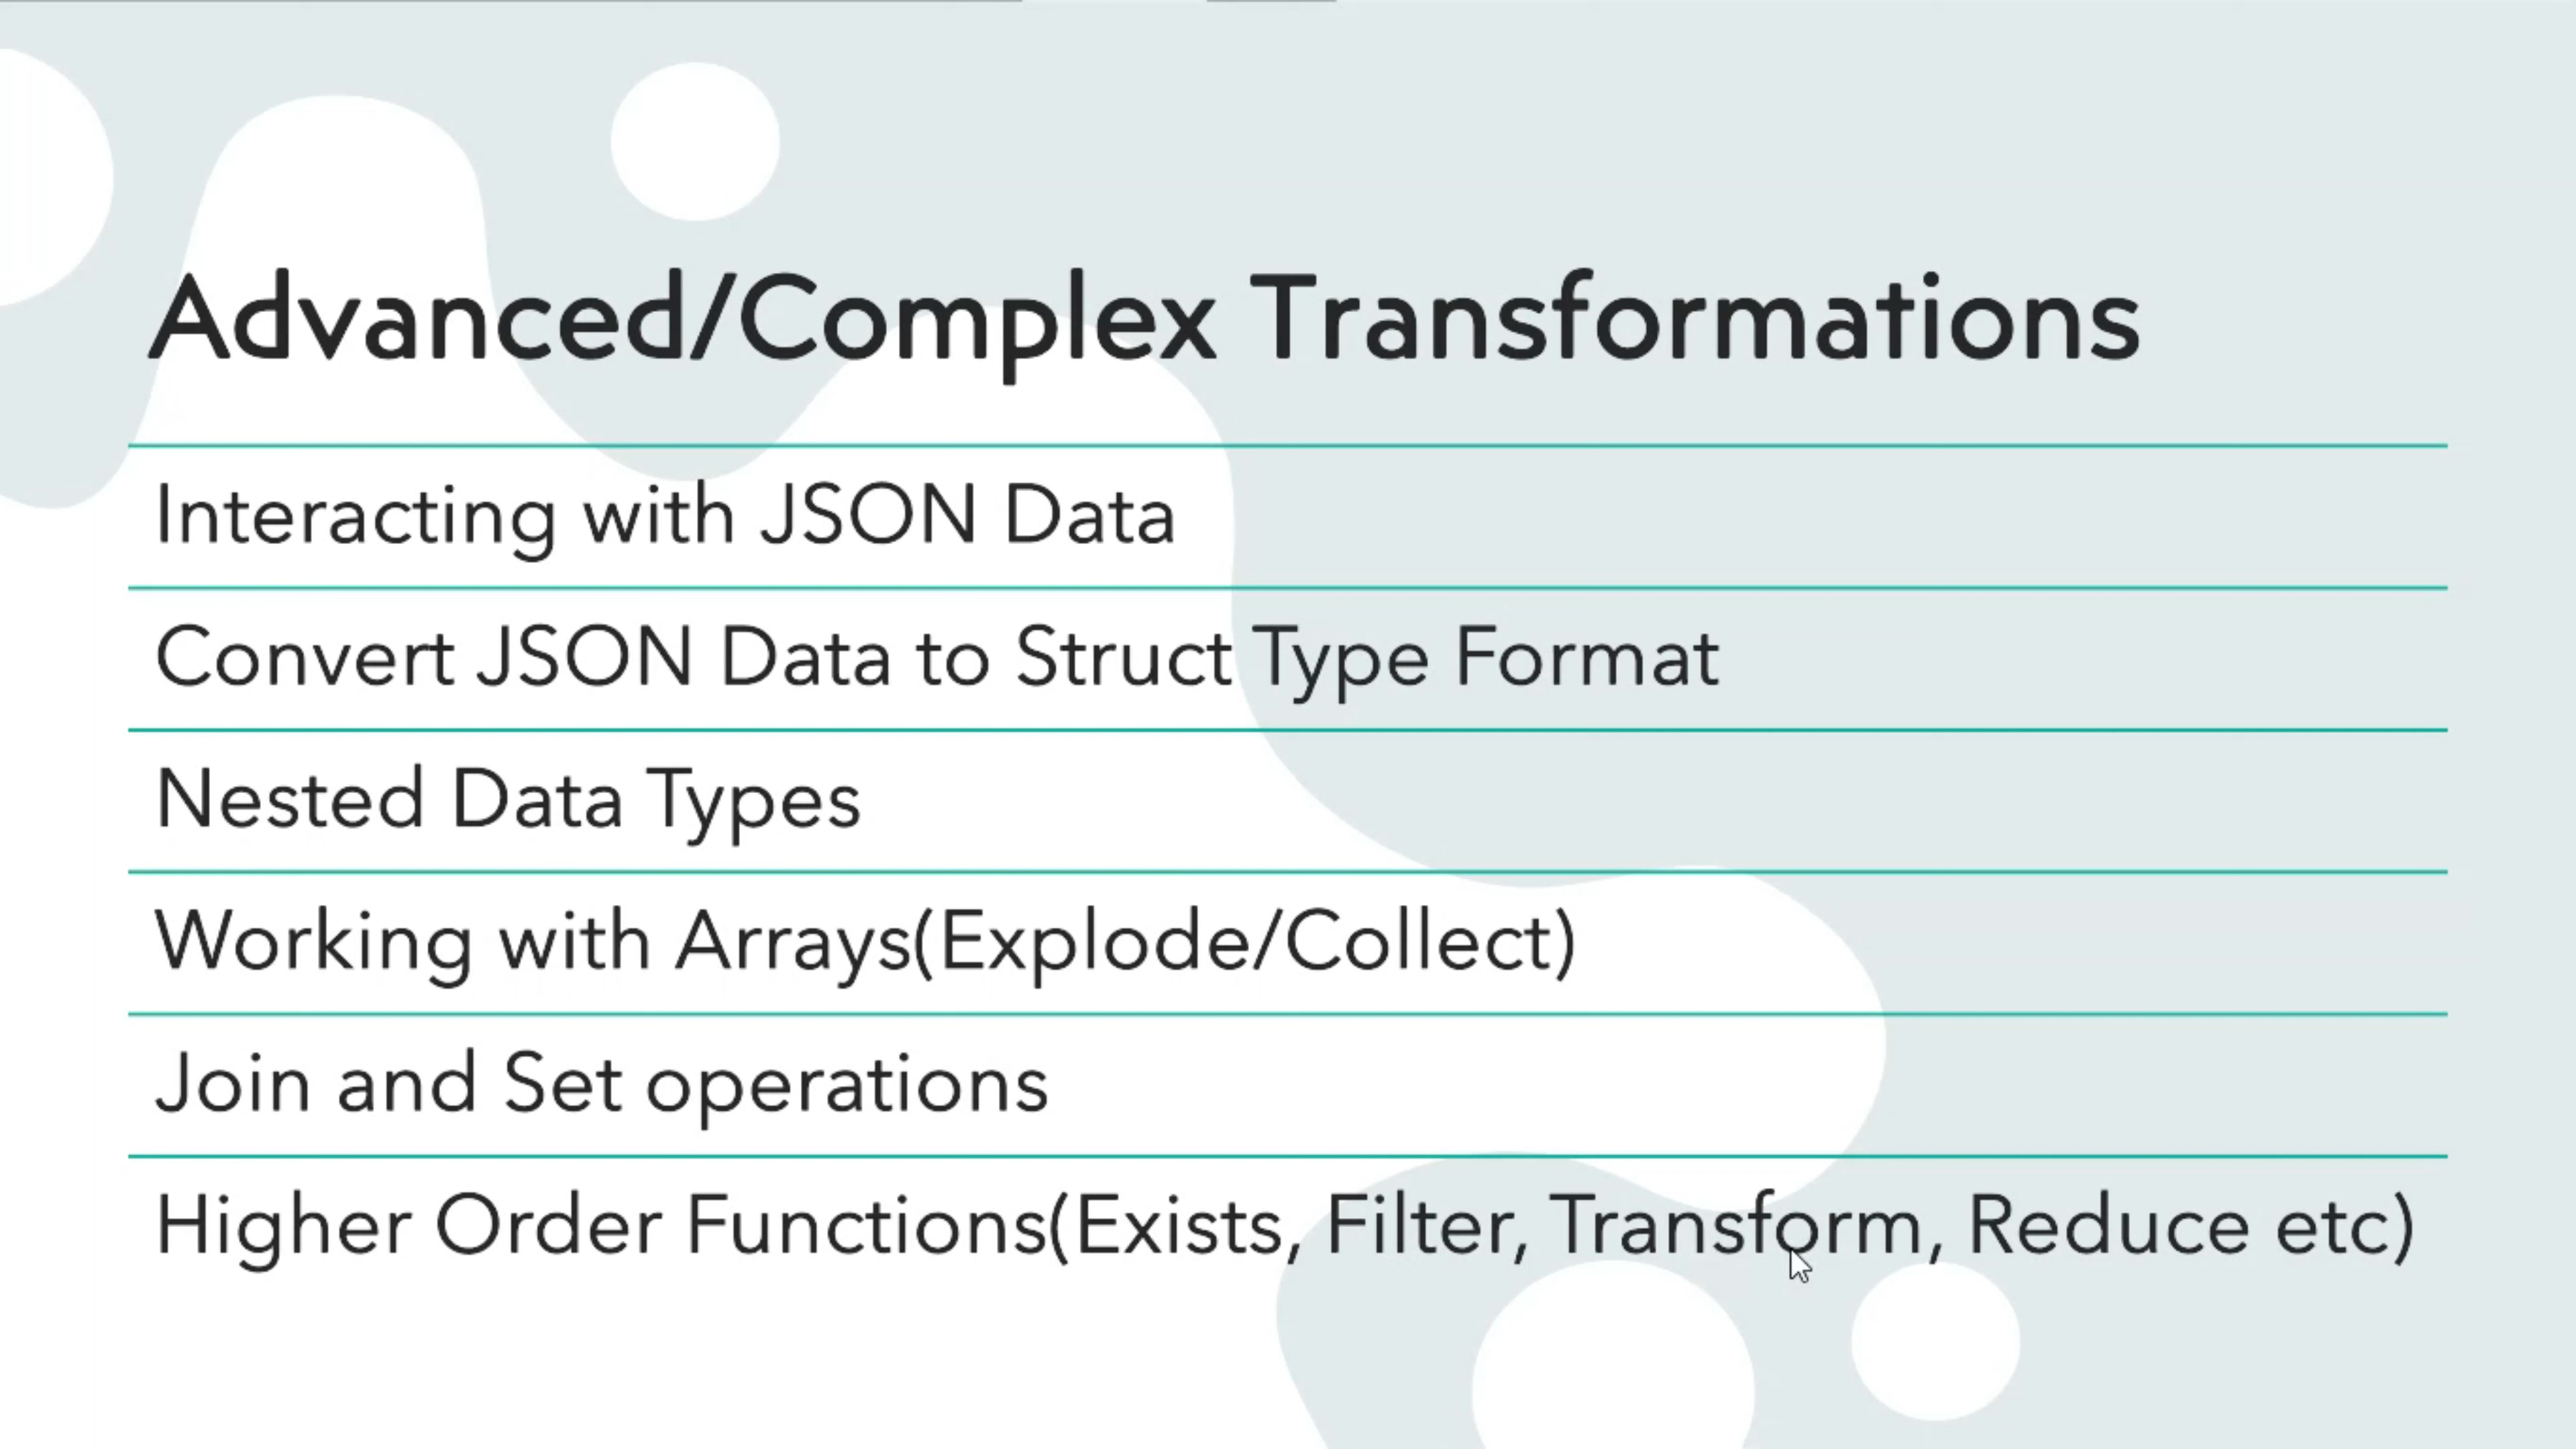 Advanced/Complex Transformations
Interacting with JSON Data
Convert JSON Data to Struct Type Format
Nested Data Types
Working with Arrays(Explode/Collect)
Join and Set operations
Higher Order Functions(Exists, Filter, Transform, Reduce etc)